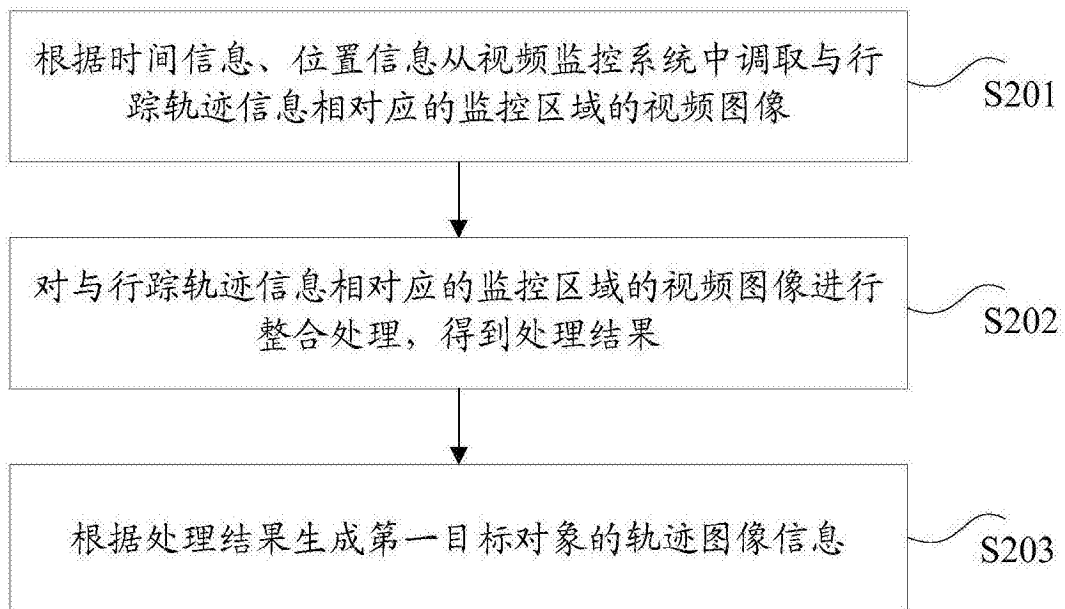 根据时间信息、位置信息从视频监控系统中调取与行
踪轨迹信息相对应的监控区域的视频图像
S201
对与行踪轨迹信息相对应的监控区域的视频图像进行
整合处理，得到处理结果
S202
根据处理结果生成第一目标对象的轨迹图像信息
S203